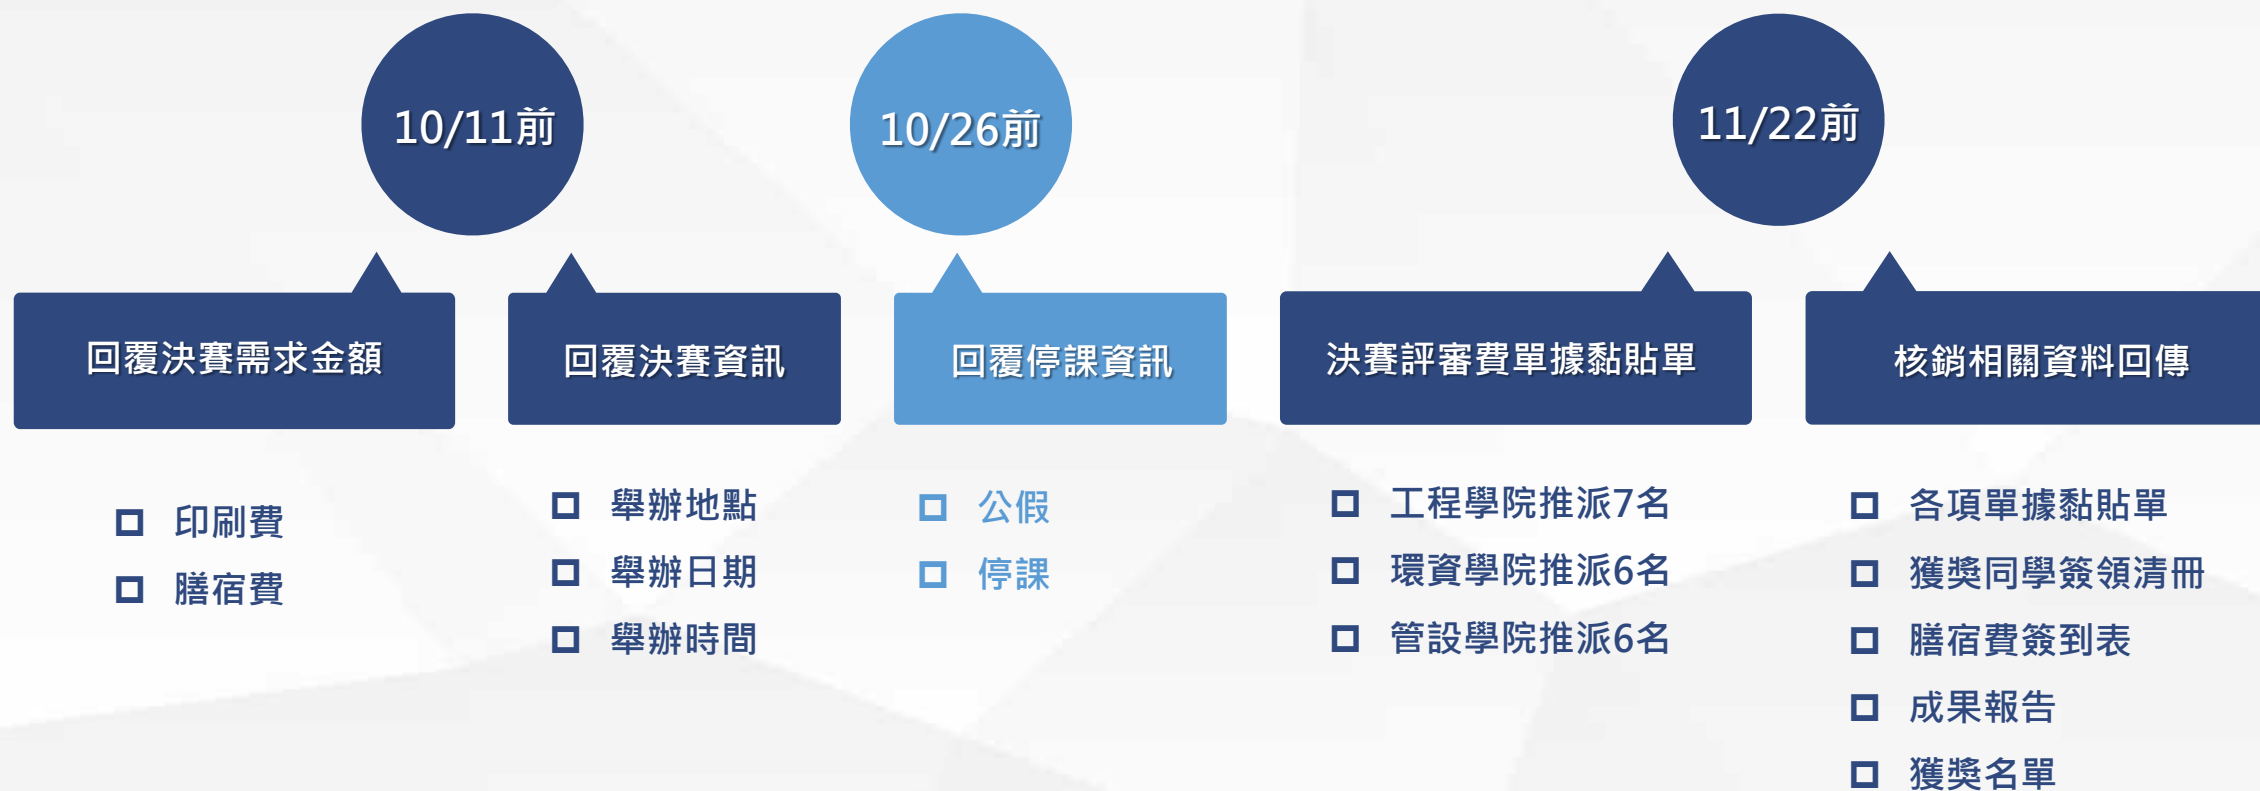 10/11前
10/26前
11/22前
回覆決賽需求金額
回覆決賽資訊
回覆停課資訊
決賽評審費單據黏貼單
核銷相關資料回傳
印刷費
膳宿費
舉辦地點
舉辦日期
舉辦時間
公假
停課
工程學院推派7名
環資學院推派6名
管設學院推派6名
各項單據黏貼單
獲獎同學簽領清冊
膳宿費簽到表
成果報告
獲獎名單